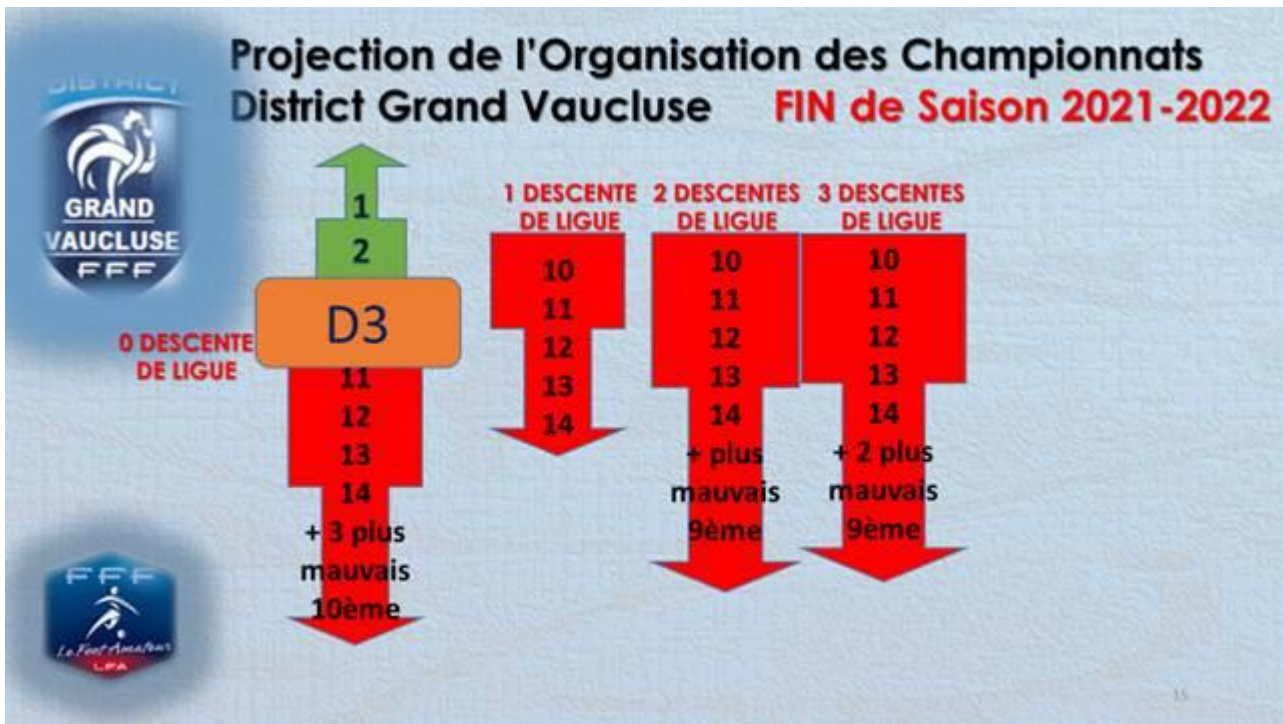 Projection de l'Organisation des Championnats
District Grand Vaucluse FIN de Saison 2021-2022
DISTRICT
GRAND
VAUCLUSE
FFF
1
2
D3
0 DESCENTE
DE LIGUE
11
12
13
14
+ 3 plus
mauvais
10ème
1 DESCENTE
DE LIGUE
10
11
12
13
14
2 DESCENTES
DE LIGUE
10
11
12
13
14
+ plus
mauvais
9ème
3 DESCENTES
DE LIGUE
10
11
12
13
14
+ 2 plus
mauvais
9ème
FFF
Le Foot Amateur
LFA
15